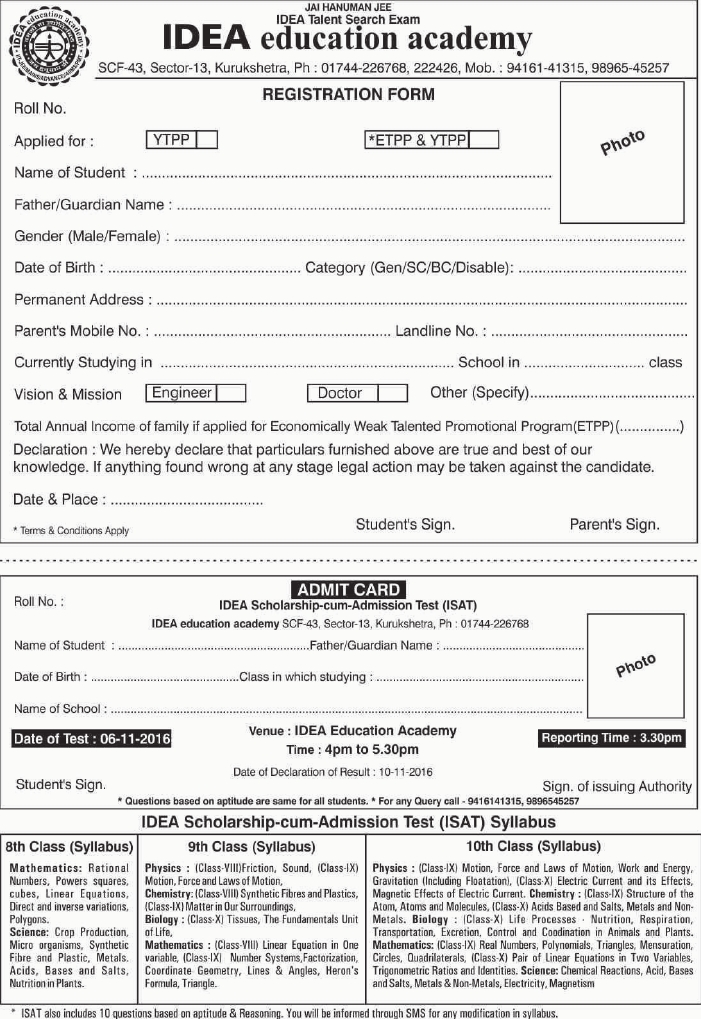 JAI HANUMAN JEE
IDEA Talent Search Exam
IDEA education academy
SCF-43, Sector-13, Kurukshetra, Ph : 01744-226768, 222426, Mob. : 94161-41315, 98965-45257
REGISTRATION FORM
Roll No.
Photo
Applied for : YTPP *ETPP & YTPP
Name of Student : ..........
Father/Guardian Name : ..........
Gender (Male/Female) : ..........
Date of Birth : .......... Category (Gen/SC/BC/Disable): ..........
Permanent Address : ..........
Parent's Mobile No. : .......... Landline No. : ..........
Currently Studying in .......... School in .......... class
Vision & Mission Engineer Doctor Other (Specify)..........
Total Annual Income of family if applied for Economically Weak Talented Promotional Program(ETPP)(...............)
Declaration : We hereby declare that particulars furnished above are true and best of our
knowledge. If anything found wrong at any stage legal action may be taken against the candidate.
Date & Place : ..........
* Terms & Conditions Apply
Student's Sign. Parent's Sign.
ADMIT CARD
Roll No. :
IDEA Scholarship-cum-Admission Test (ISAT)
IDEA education academy SCF-43, Sector-13, Kurukshetra, Ph : 01744-226768
Name of Student : ..........Father/Guardian Name : ..........
Photo
Date of Birth : ..........Class in which studying : ..........
Name of School : ..........
Date of Test : 06-11-2016
Venue : IDEA Education Academy
Time : 4pm to 5.30pm
Reporting Time : 3.30pm
Date of Declaration of Result : 10-11-2016
Student's Sign. Sign. of issuing Authority
* Questions based on aptitude are same for all students. * For any Query call - 9416141315, 9896545257
IDEA Scholarship-cum-Admission Test (ISAT) Syllabus
8th Class (Syllabus)
Mathematics: Rational
Numbers, Powers squares,
cubes, Linear Equations,
Direct and inverse variations,
Polygons.
Science: Crop Production,
Micro organisms, Synthetic
Fibre and Plastic, Metals.
Acids, Bases and Salts,
Nutrition in Plants.
9th Class (Syllabus)
Physics : (Class-VIII)Friction, Sound, (Class-IX)
Motion, Force and Laws of Motion,
Chemistry: (Class-VIII) Synthetic Fibres and Plastics,
(Class-IX) Matter in Our Surroundings,
Biology : (Class-X) Tissues, The Fundamentals Unit
of Life,
Mathematics : (Class-VIII) Linear Equation in One
variable, (Class-IX) Number Systems,Factorization,
Coordinate Geometry, Lines & Angles, Heron's
Formula, Triangle.
10th Class (Syllabus)
Physics : (Class-IX) Motion, Force and Laws of Motion, Work and Energy,
Gravitation (Including Floatation), (Class-X) Electric Current and its Effects,
Magnetic Effects of Electric Current. Chemistry : (Class-IX) Structure of the
Atom, Atoms and Molecules, (Class-X) Acids Based and Salts, Metals and Non-
Metals. Biology : (Class-X) Life Processes - Nutrition, Respiration,
Transportation, Excretion, Control and Coodination in Animals and Plants.
Mathematics: (Class-IX) Real Numbers, Polynomials, Triangles, Mensuration,
Circles, Quadrilaterals, (Class-X) Pair of Linear Equations in Two Variables,
Trigonometric Ratios and Identities. Science: Chemical Reactions, Acid, Bases
and Salts, Metals & Non-Metals, Electricity, Magnetism
* ISAT also includes 10 questions based on aptitude & Reasoning. You will be informed through SMS for any modification in syllabus.